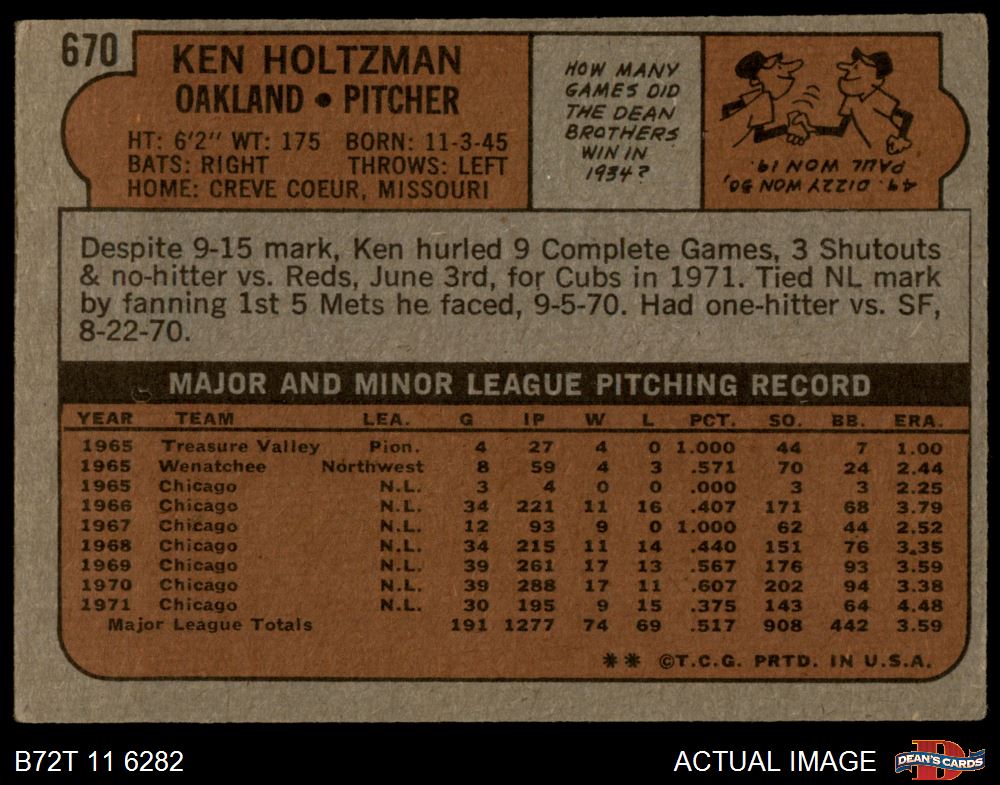 670
KEN HOLTZMAN
OAKLAND • PITCHER
HT: 6'2" WT: 175 BORN: 11-3-45
BATS: RIGHT THROWS: LEFT
HOME: CREVE COEUR, MISSOURI
HOW MANY
GAMES DID
THE DEAN
BROTHERS
WIN IN
1934?
49. DIZZY WON 30,
PAUL WON 19.
Despite 9-15 mark, Ken hurled 9 Complete Games, 3 Shutouts
& no-hitter vs. Reds, June 3rd, for Cubs in 1971. Tied NL mark
by fanning 1st 5 Mets he faced, 9-5-70. Had one-hitter vs. SF,
8-22-70.
MAJOR AND MINOR LEAGUE PITCHING RECORD
YEAR TEAM LEA. G IP W L PCT. SO. BB. ERA.
1965 Treasure Valley Pion. 4 27 4 0 1.000 44 7 1.00
1965 Wenatchee Northwest 8 59 4 3 .571 70 24 2.44
1965 Chicago N.L. 3 4 0 0 .000 3 3 2.25
1966 Chicago N.L. 34 221 11 16 .407 171 68 3.79
1967 Chicago N.L. 12 93 9 0 1.000 62 44 2.52
1968 Chicago N.L. 34 215 11 14 .440 151 76 3.35
1969 Chicago N.L. 39 261 17 13 .567 176 93 3.59
1970 Chicago N.L. 39 288 17 11 .607 202 94 3.38
1971 Chicago N.L. 30 195 9 15 .375 143 64 4.48
Major League Totals 191 1277 74 69 .517 908 442 3.59
** ©T.C.G. PRTD. IN U.S.A.
B72T 11 6282
ACTUAL IMAGE
D
DEAN'S CARDS